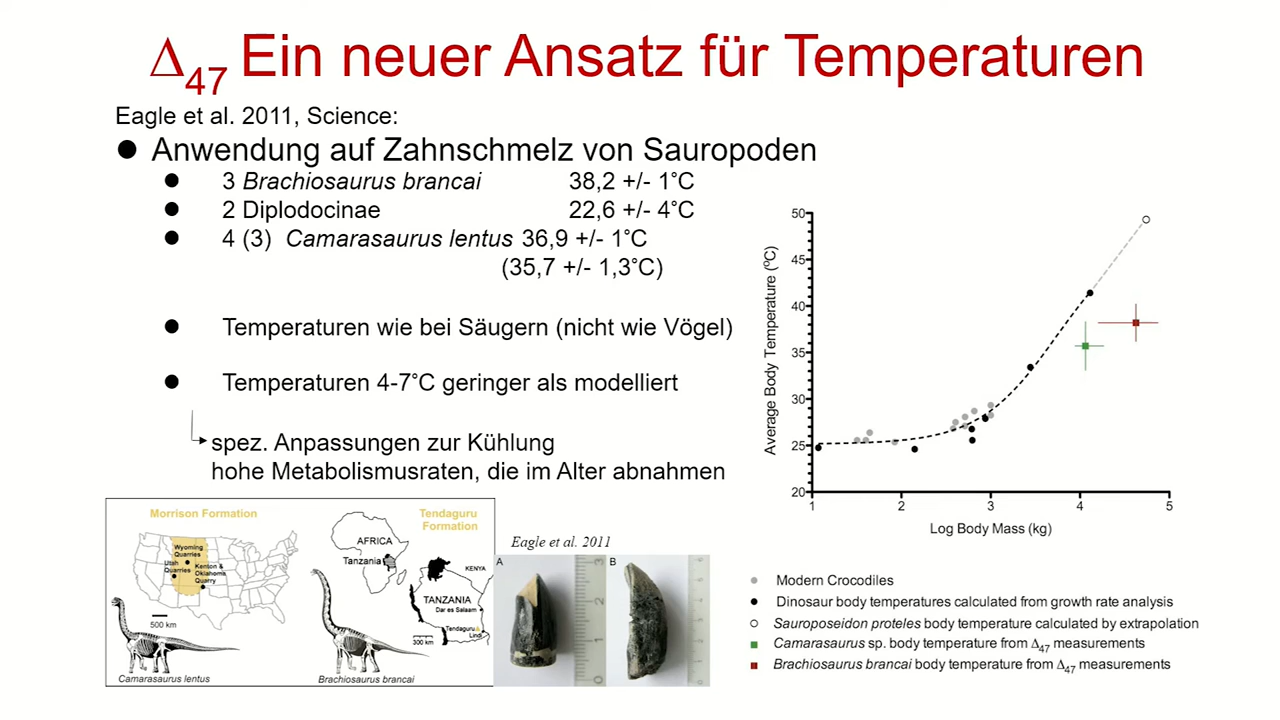 Δ47 Ein neuer Ansatz für Temperaturen
Eagle et al. 2011, Science:
● Anwendung auf Zahnschmelz von Sauropoden
● 3 Brachiosaurus brancai 38,2 +/- 1°C
● 2 Diplodocinae 22,6 +/- 4°C
● 4 (3) Camarasaurus lentus 36,9 +/- 1°C
(35,7 +/- 1,3°C)
● Temperaturen wie bei Säugern (nicht wie Vögel)
● Temperaturen 4-7°C geringer als modelliert
spez. Anpassungen zur Kühlung
hohe Metabolismusraten, die im Alter abnahmen
Morrison Formation
Wyoming
Quarries
Utah
Quarries
Kenton &
Oklahoma
Quarry
500 km
Camarasaurus lentus
Tendaguru
Formation
AFRICA
Tanzania
KENYA
TANZANIA
Dar es Salaam
Tendaguru
Lindi
300 km
Brachiosaurus brancai
Eagle et al. 2011
A
B
0 1 2 3
Average Body Temperature (°C)
50
45
40
35
30
25
20
1 2 3 4 5
Log Body Mass (kg)
Modern Crocodiles
Dinosaur body temperatures calculated from growth rate analysis
Sauroposeidon proteles body temperature calculated by extrapolation
Camarasaurus sp. body temperature from Δ47 measurements
Brachiosaurus brancai body temperature from Δ47 measurements